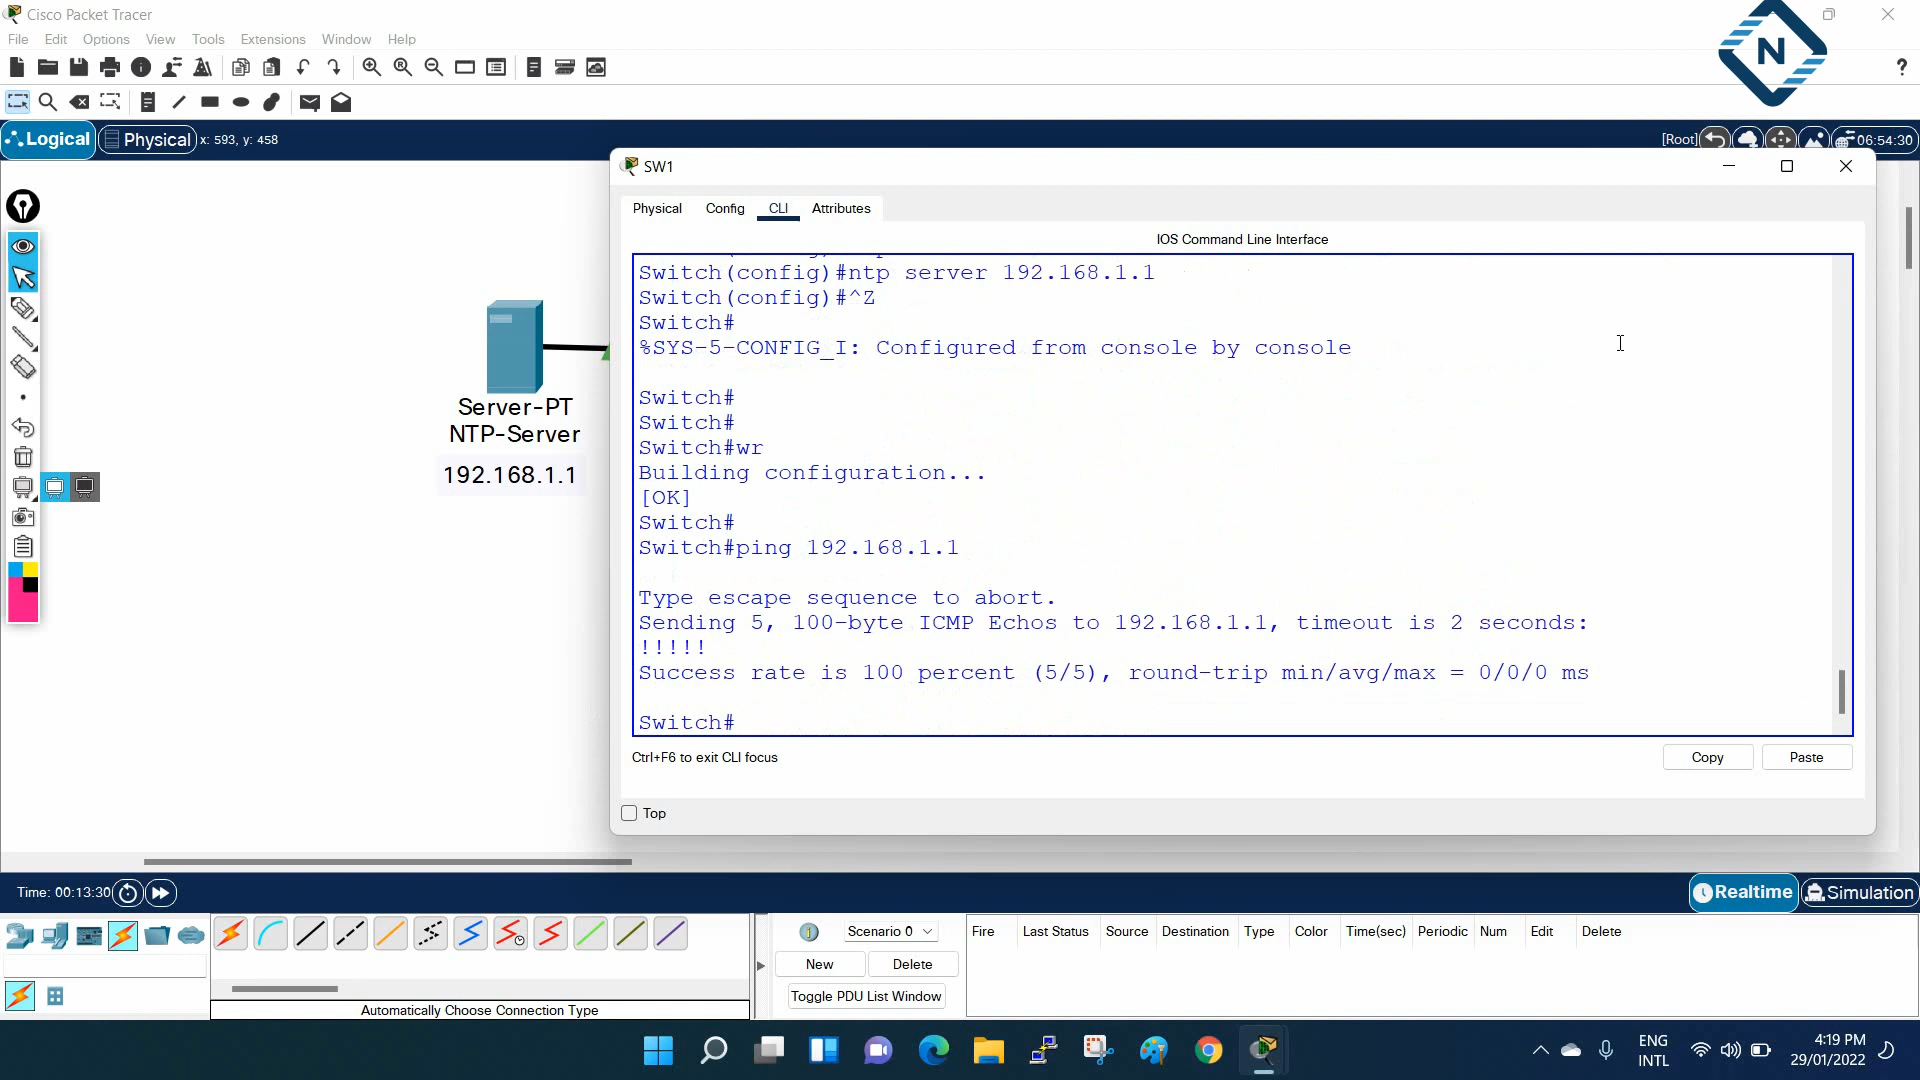 Cisco Packet Tracer
File Edit Options View Tools Extensions Window Help
N
?
Logical Physical x: 593, y: 458
[Root] 06:54:30
SW1
Physical Config CLI Attributes
IOS Command Line Interface
Switch(config)#ntp server 192.168.1.1
Switch(config)#^Z
Switch#
%SYS-5-CONFIG_I: Configured from console by console
Switch#
Switch#
Switch#wr
Building configuration...
[OK]
Switch#
Switch#ping 192.168.1.1
Type escape sequence to abort.
Sending 5, 100-byte ICMP Echos to 192.168.1.1, timeout is 2 seconds:
!!!!!
Success rate is 100 percent (5/5), round-trip min/avg/max = 0/0/0 ms
Switch#
Ctrl+F6 to exit CLI focus
Copy Paste
Top
Server-PT
NTP-Server
192.168.1.1
Time: 00:13:30
Realtime Simulation
Automatically Choose Connection Type
Scenario 0
New Delete
Toggle PDU List Window
Fire Last Status Source Destination Type Color Time(sec) Periodic Num Edit Delete
ENG
INTL
4:19 PM
29/01/2022